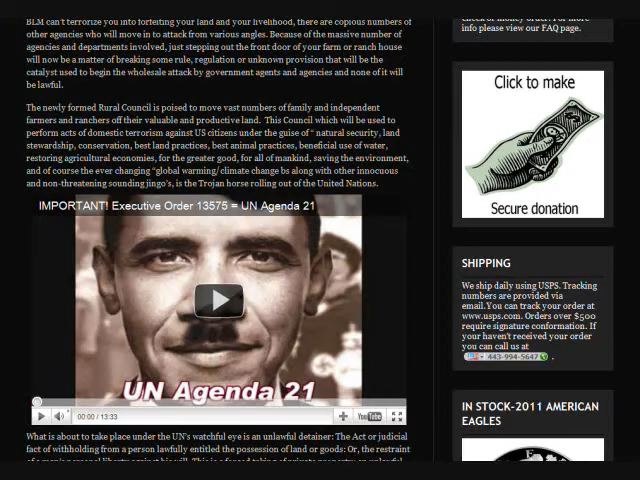 BLM can't terrorize you into forfeiting your land and your livelihood, there are copious numbers of
other agencies who will move in to attack from various angles. Because of the massive number of
agencies and departments involved, just stepping out the front door of your farm or ranch house
will now be a matter of breaking some rule, regulation or unknown provision that will be the
catalyst used to begin the wholesale attack by government agents and agencies and none of it will
be lawful.
The newly formed Rural Council is poised to move vast numbers of family and independent
farmers and ranchers off their valuable and productive land. This Council which will be used to
perform acts of domestic terrorism against US citizens under the guise of " natural security, land
stewardship, conservation, best land practices, best animal practices, beneficial use of water,
restoring agricultural economies, for the greater good, for all of mankind, saving the environment,
and of course the ever changing "global warming/climate change bs along with other innocuous
and non-threatening sounding jingo's, is the Trojan horse rolling out of the United Nations.
IMPORTANT! Executive Order 13575 = UN Agenda 21
UN Agenda 21
00:00 / 13:33
YouTube
What is about to take place under the UN's watchful eye is an unlawful detainer: The Act or judicial
fact of withholding from a person lawfully entitled the possession of land or goods: Or, the restraint
check or money order. For more
info please view our FAQ page.
Click to make
Secure donation
SHIPPING
We ship daily using USPS. Tracking
numbers are provided via
email.You can track your order at
www.usps.com. Orders over $500
require signature conformation. If
your haven't received your order
you can call us at
443-994-5647 .
IN STOCK-2011 AMERICAN
EAGLES